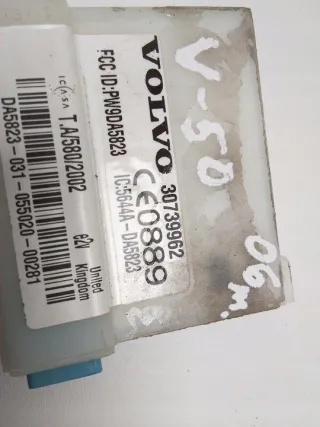 VOLVO 30739962
FCC ID:PW9DA5823
CE0889
IC:5644A-DA5823
ICASA
T.A/580/2002
DA5823-031-055020-00281
United
Kingdom
V-50
06 m.